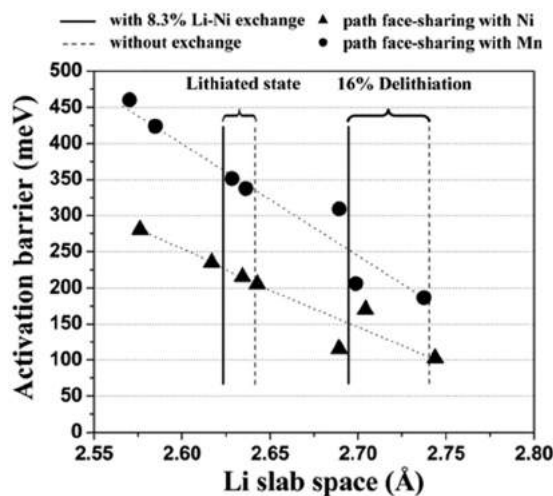 with 8.3% Li-Ni exchange path face-sharing with Ni
without exchange path face-sharing with Mn
500
450
400
350
300
250
200
150
100
50
0
Activation barrier (meV)
Lithiated state 16% Delithiation
2.55 2.60 2.65 2.70 2.75 2.80
Li slab space (Å)